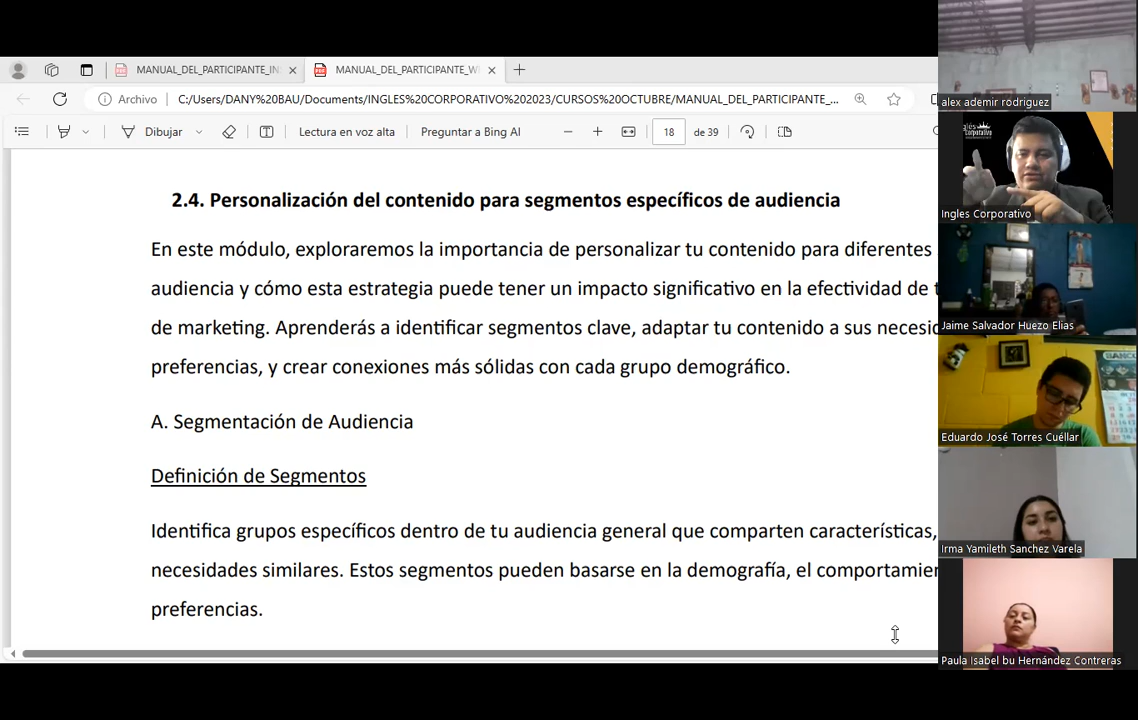 MANUAL_DEL_PARTICIPANTE_IN
MANUAL_DEL_PARTICIPANTE_W
Archivo
C:/Users/DANY%20BAU/Documents/INGLES%20CORPORATIVO%202023/CURSOS%20OCTUBRE/MANUAL_DEL_PARTICIPANTE_...
Dibujar
Lectura en voz alta
Preguntar a Bing AI
18
de 39
2.4. Personalización del contenido para segmentos específicos de audiencia
En este módulo, exploraremos la importancia de personalizar tu contenido para diferentes
audiencia y cómo esta estrategia puede tener un impacto significativo en la efectividad de t
de marketing. Aprenderás a identificar segmentos clave, adaptar tu contenido a sus necesid
preferencias, y crear conexiones más sólidas con cada grupo demográfico.
A. Segmentación de Audiencia
Definición de Segmentos
Identifica grupos específicos dentro de tu audiencia general que comparten características,
necesidades similares. Estos segmentos pueden basarse en la demografía, el comportamien
preferencias.
alex ademir rodriguez
Corporativo
Ingles Corporativo
Jaime Salvador Huezo Elias
Eduardo José Torres Cuéllar
Irma Yamileth Sanchez Varela
Paula Isabel bu Hernández Contreras